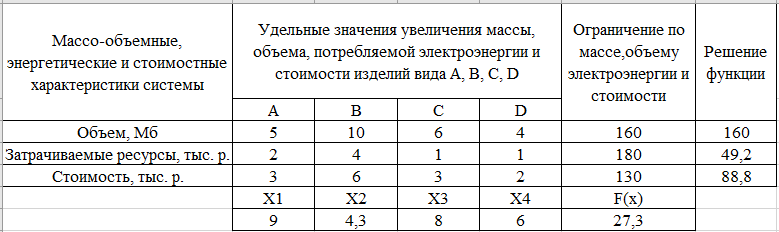 Массо-объемные,
энергетические и стоимостные
характеристики системы
Удельные значения увеличения массы,
объема, потребляемой электроэнергии и
стоимости изделий вида A, B, C, D
Ограничение по
массе,объему
электроэнергии и
стоимости
Решение
функции
A B C D
Объем, Мб 5 10 6 4 160 160
Затрачиваемые ресурсы, тыс. р. 2 4 1 1 180 49,2
Стоимость, тыс. р. 3 6 3 2 130 88,8
X1 X2 X3 X4 F(x)
9 4,3 8 6 27,3